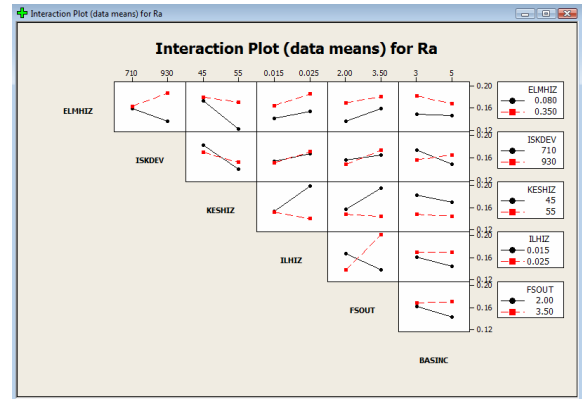 Interaction Plot (data means) for Ra
Interaction Plot (data means) for Ra
710 930 45 55 0.015 0.025 2.00 3.50 3 5
ELMHIZ
0.20
0.16
0.12
ELMHIZ
0.080
0.350
ISKDEV
0.20
0.16
0.12
ISKDEV
710
930
KESHIZ
0.20
0.16
0.12
KESHIZ
45
55
ILHIZ
0.20
0.16
0.12
ILHIZ
0.015
0.025
FSOUT
0.20
0.16
0.12
FSOUT
2.00
3.50
BASINC